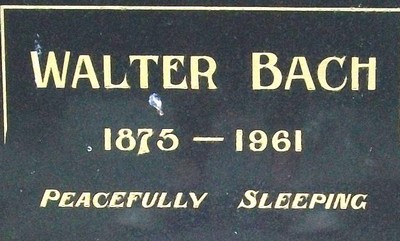 WALTER BACH
1875 — 1961
PEACEFULLY SLEEPING